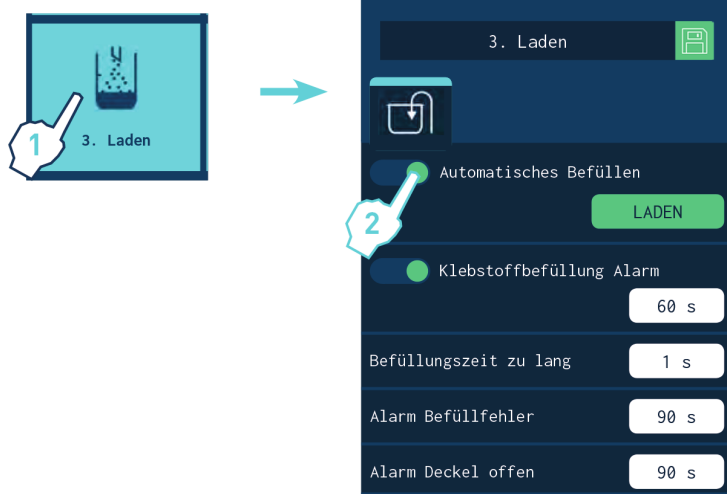 1
3. Laden
3. Laden
Automatisches Befüllen
2
LADEN
Klebstoffbefüllung Alarm
60 s
Befüllungszeit zu lang
1 s
Alarm Befüllfehler
90 s
Alarm Deckel offen
90 s